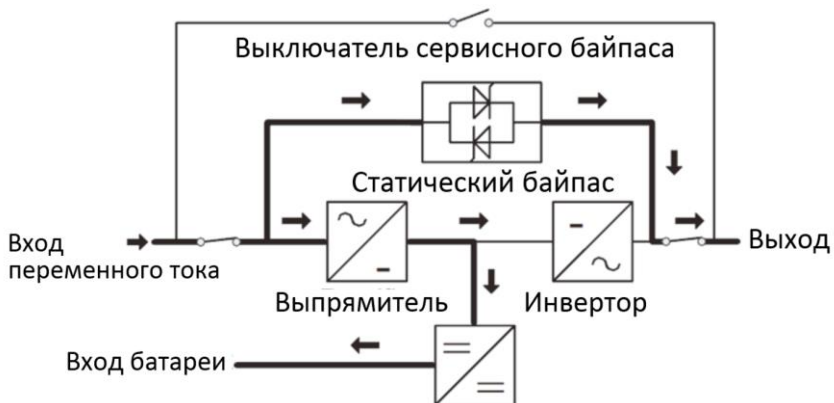 Выключатель сервисного байпаса
Статический байпас
Вход
переменного тока
Выход
Выпрямитель
Инвертор
Вход батареи